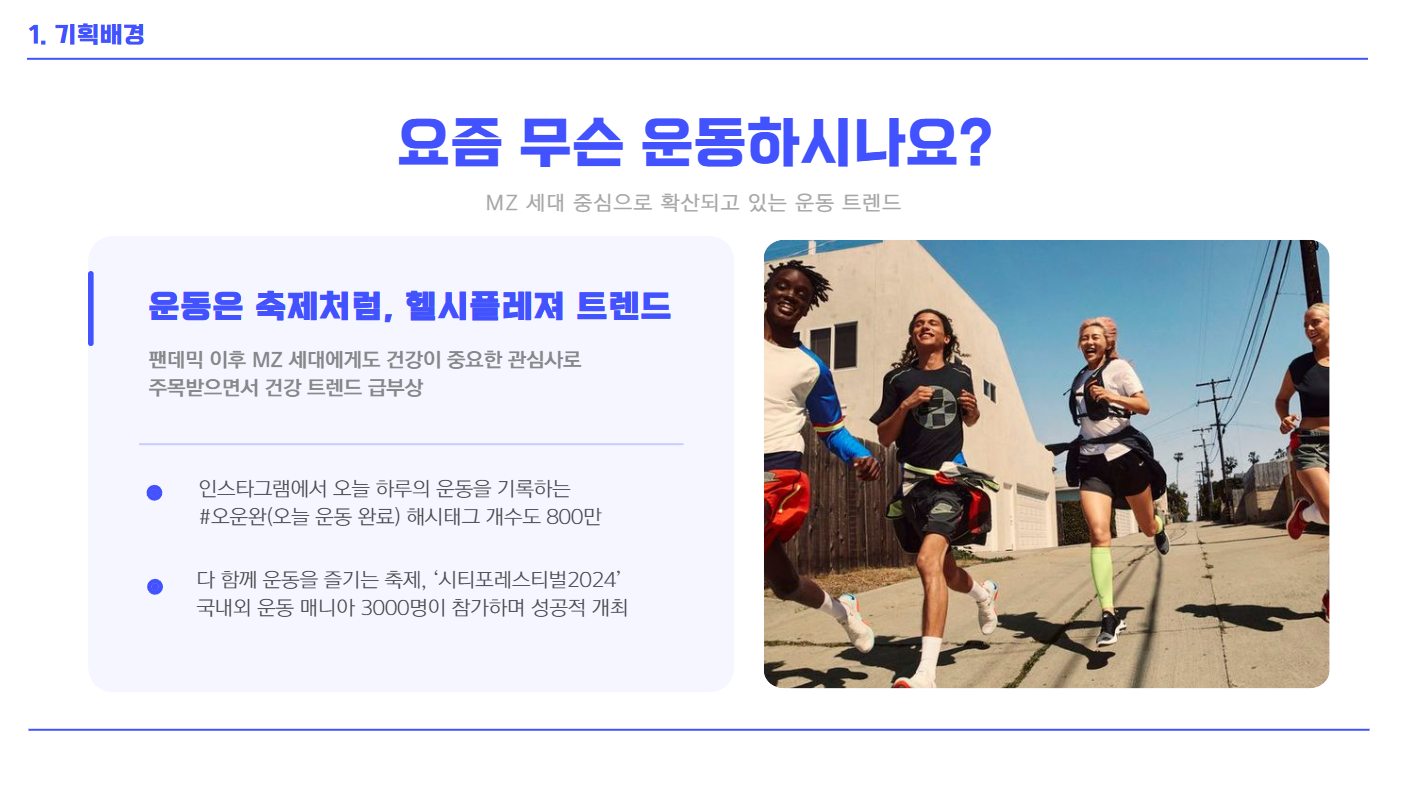 1. 기획배경
요즘 무슨 운동하시나요?
MZ 세대 중심으로 확산되고 있는 운동 트렌드
운동은 축제처럼, 헬시플레져 트렌드
팬데믹 이후 MZ 세대에게도 건강이 중요한 관심사로
주목받으면서 건강 트렌드 급부상
인스타그램에서 오늘 하루의 운동을 기록하는
#오운완(오늘 운동 완료) 해시태그 개수도 800만
다 함께 운동을 즐기는 축제, ‘시티포레스티벌2024’
국내외 운동 매니아 3000명이 참가하며 성공적 개최